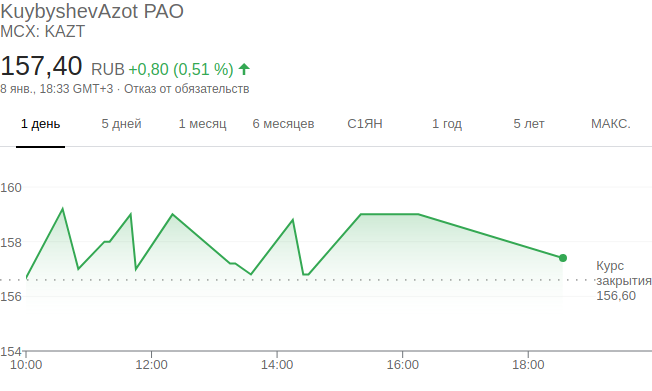 KuybyshevAzot PAO
MCX: KAZT
157,40 RUB +0,80 (0,51 %)
8 янв., 18:33 GMT+3 · Отказ от обязательств
1 день 5 дней 1 месяц 6 месяцев С1ЯН 1 год 5 лет МАКС.
160
158
156
154
Курс
закрытия
156,60
10:00 12:00 14:00 16:00 18:00